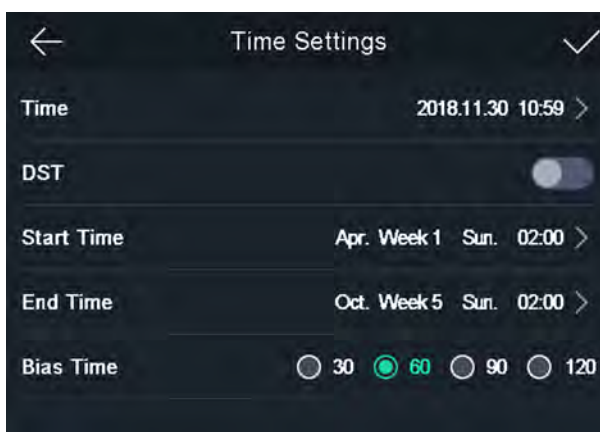 Time Settings
Time 2018.11.30 10:59
DST
Start Time Apr. Week 1 Sun. 02:00
End Time Oct. Week 5 Sun. 02:00
Bias Time 30 60 90 120